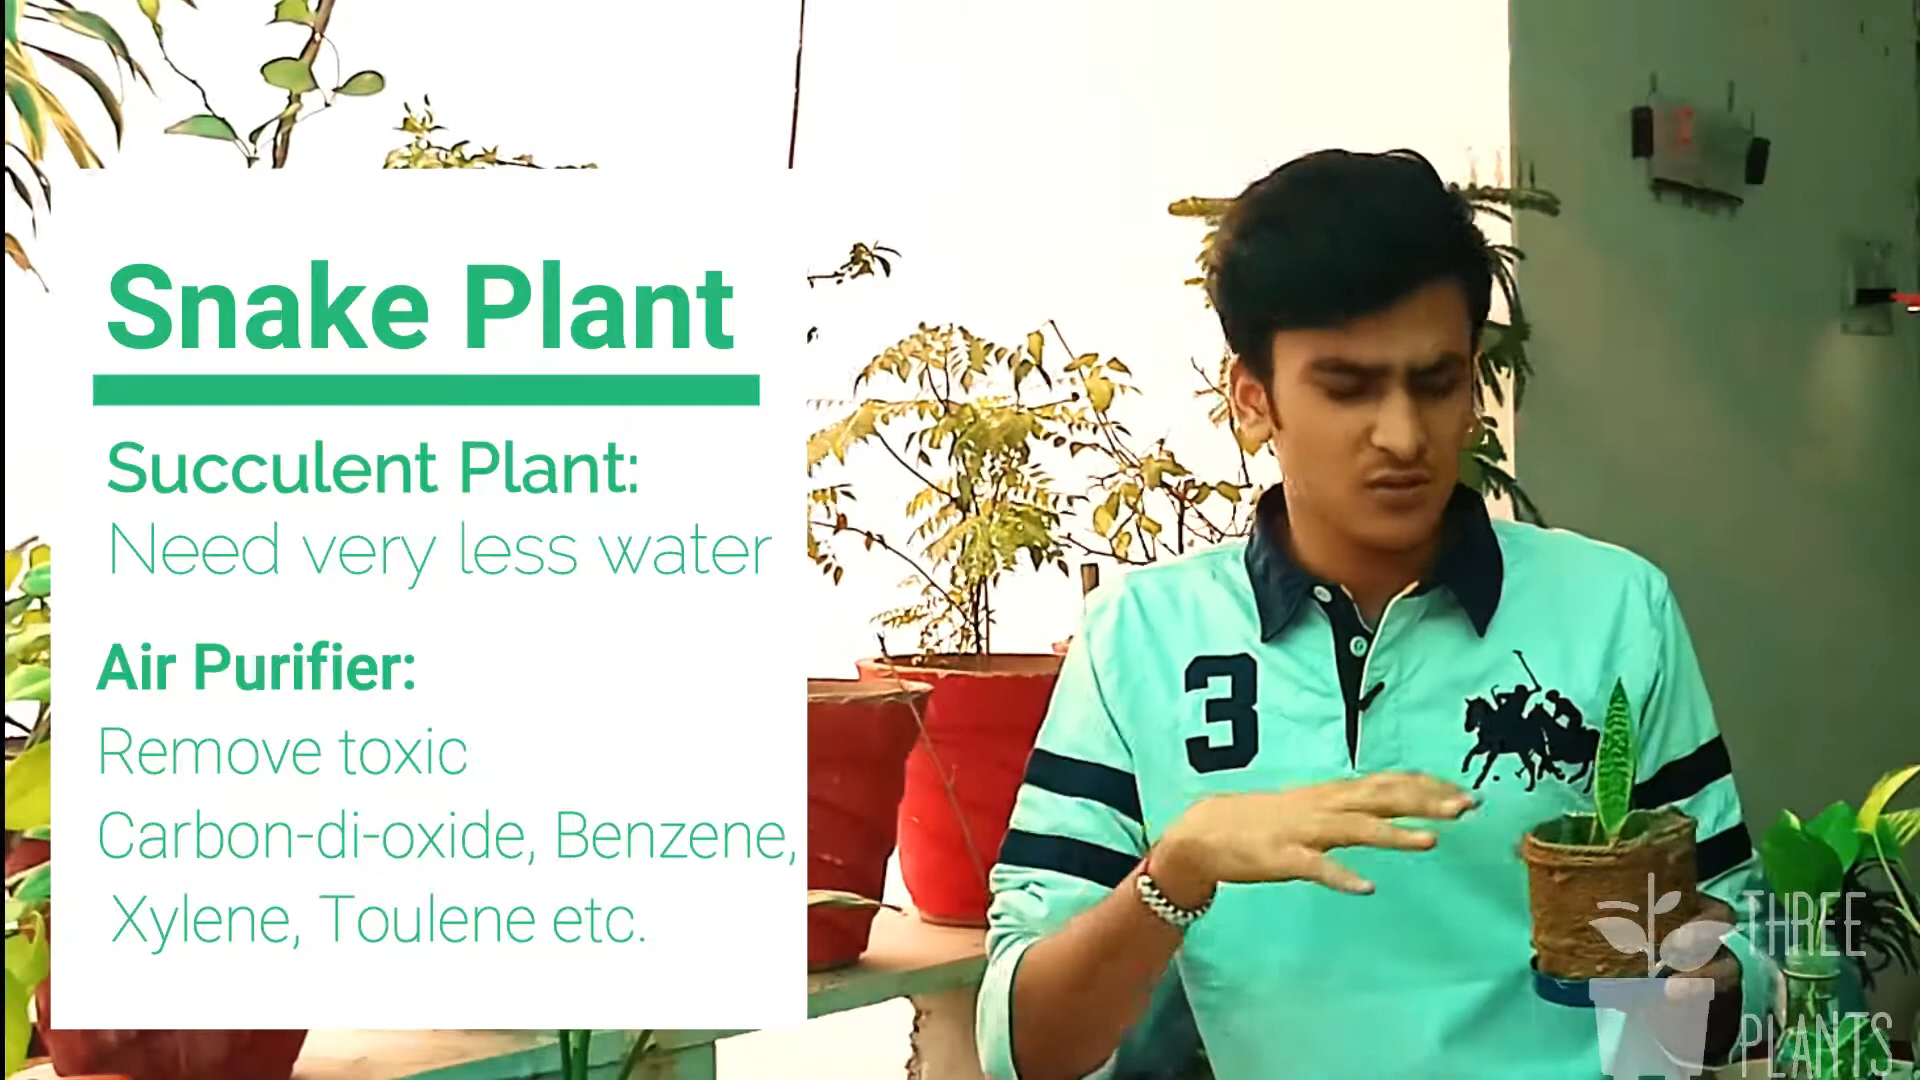 Snake Plant
Succulent Plant:
Need very less water
Air Purifier:
Remove toxic
Carbon-di-oxide, Benzene,
Xylene, Toulene etc.
3
THREE
PLANTS